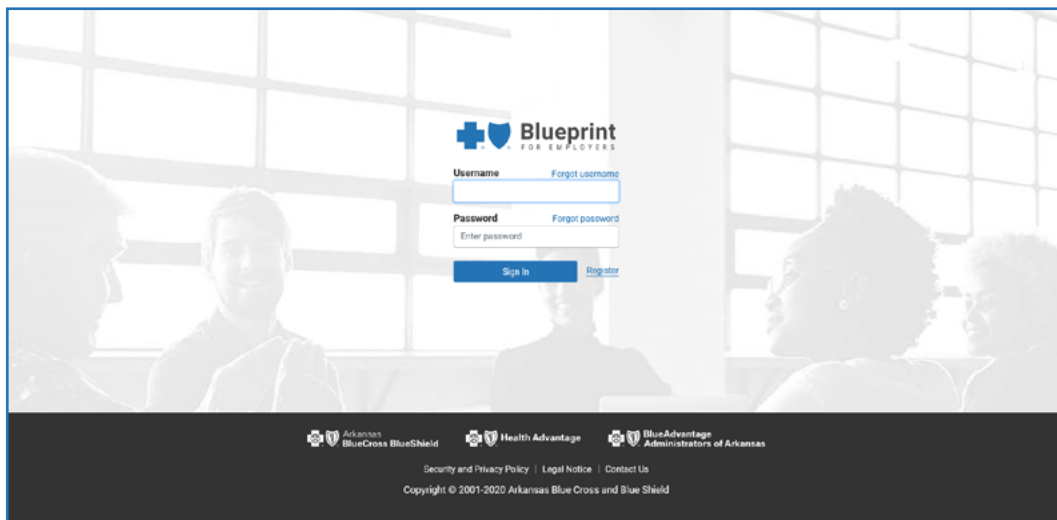 Blueprint
FOR EMPLOYERS
Username Forgot username
Password Forgot password
Enter password
Sign In Register
Arkansas
BlueCross BlueShield
Health Advantage
BlueAdvantage
Administrators of Arkansas
Security and Privacy Policy | Legal Notice | Contact Us
Copyright © 2001-2020 Arkansas Blue Cross and Blue Shield